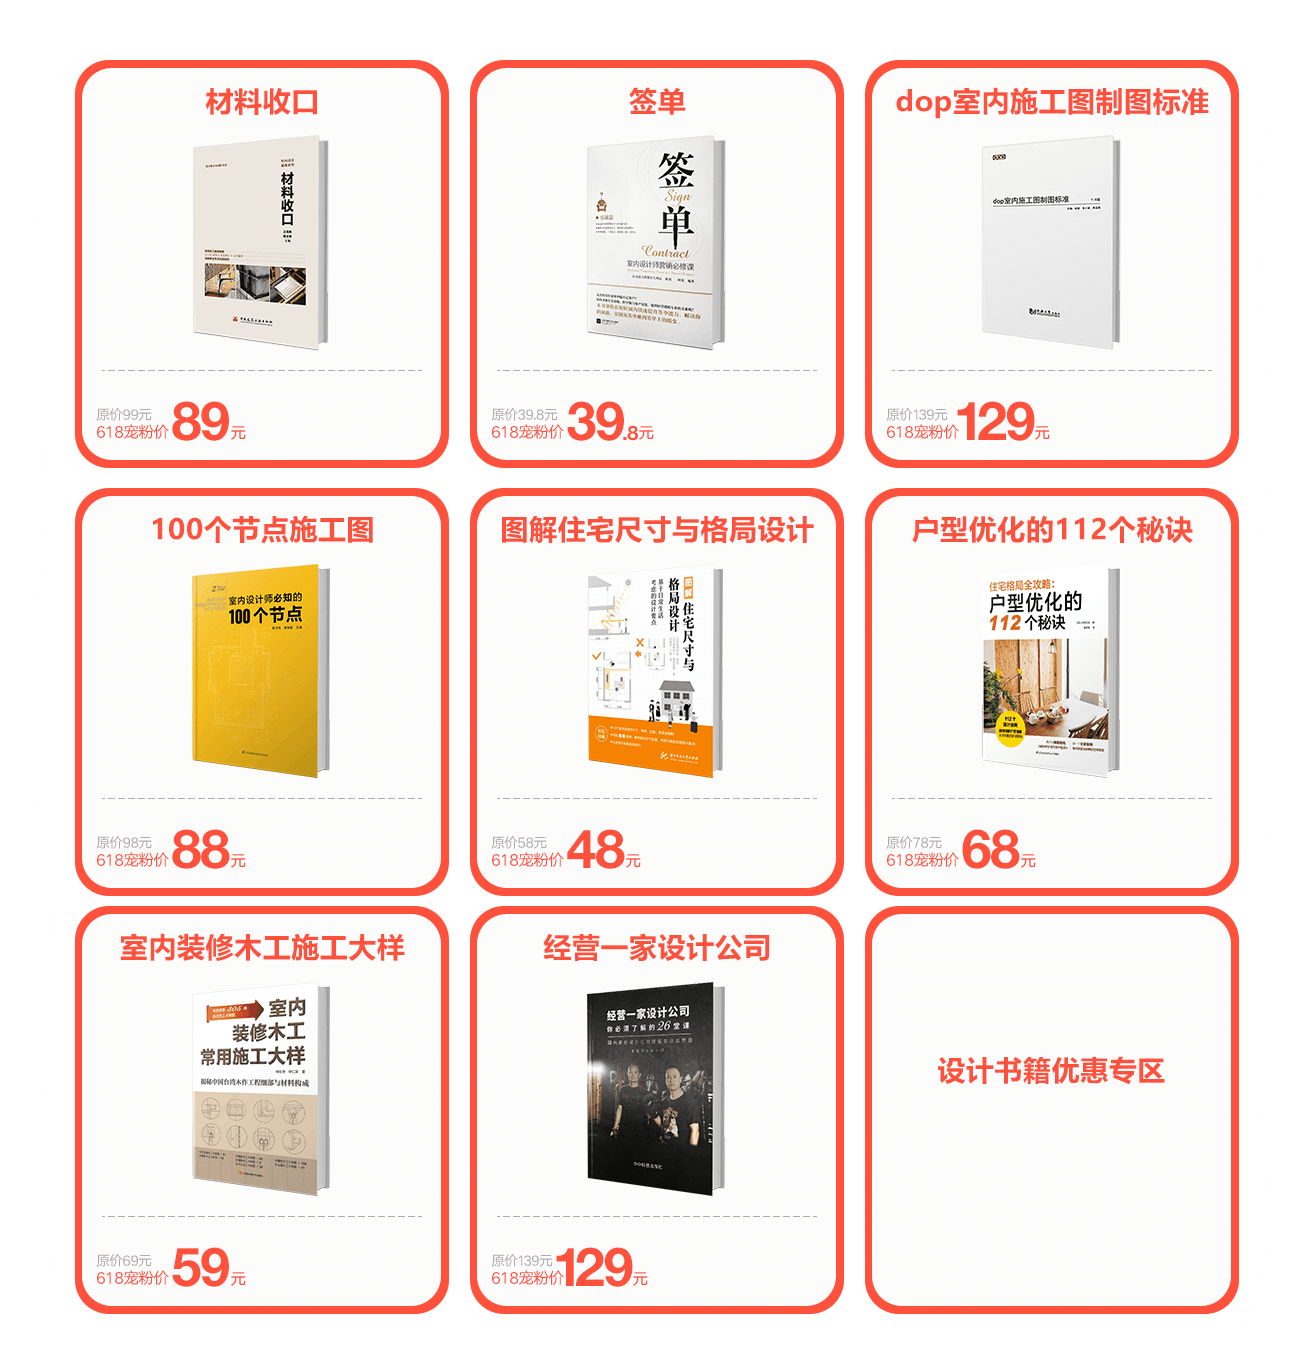 材料收口
材料收口
中国建筑工业出版社
原价99元
618宠粉价 89元
签单
签
Sign
单
Contract
室内设计师营销必修课
原价39.8元
618宠粉价 39.8元
dop室内施工图制图标准
dop
dop室内施工图制图标准
原价139元
618宠粉价 129元
100个节点施工图
室内设计师必知的
100个节点
原价98元
618宠粉价 88元
图解住宅尺寸与格局设计
图解 住宅尺寸与
格局设计
基于日常生活
考虑的设计要点
原价58元
618宠粉价 48元
户型优化的112个秘诀
住宅格局全攻略:
户型优化的
112个秘诀
原价78元
618宠粉价 68元
室内装修木工施工大样
室内
装修木工
常用施工大样
揭秘中国台湾木作工程细部与材料构成
原价69元
618宠粉价 59元
经营一家设计公司
经营一家设计公司
你必须了解的26堂课
华中科技出版社
原价139元
618宠粉价 129元
设计书籍优惠专区